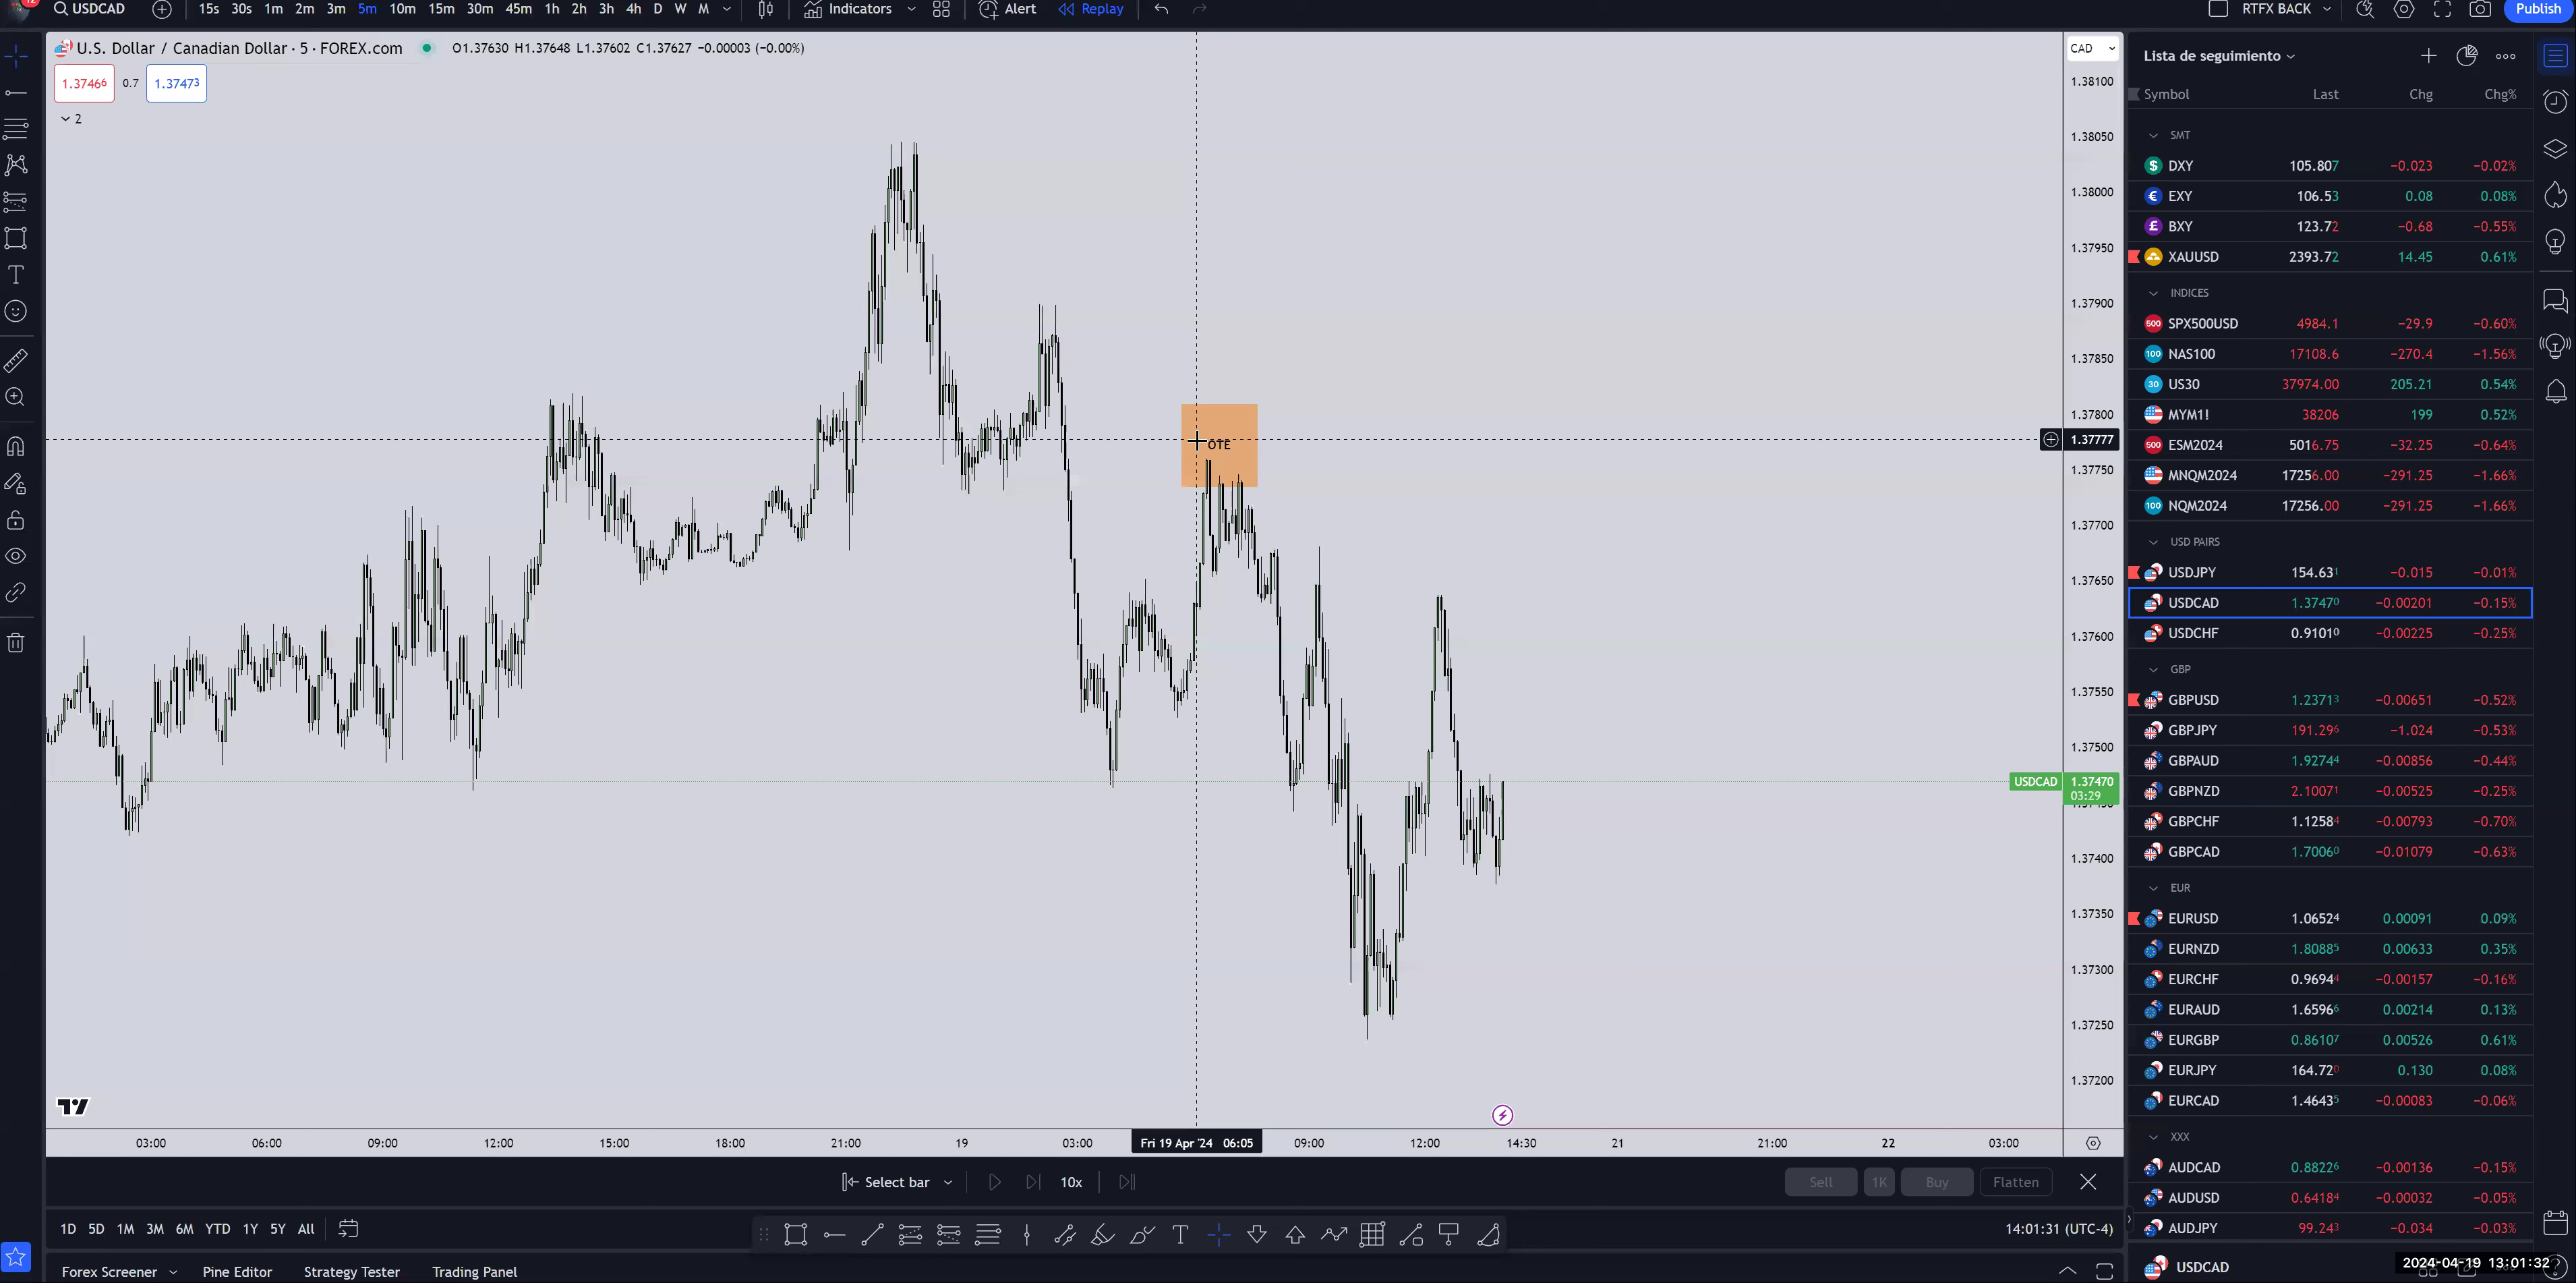 USDCAD 15s 30s 1m 2m 3m 5m 10m 15m 30m 45m 1h 2h 3h 4h D W M Indicators Alert Replay RTFX BACK Publish
U.S. Dollar / Canadian Dollar · 5 · FOREX.com O1.37630 H1.37648 L1.37602 C1.37627 −0.00003 (−0.00%)
1.37466 0.7 1.37473
2
CAD
1.38100
1.38050
1.38000
1.37950
1.37900
1.37850
1.37800
1.37777
1.37750
1.37700
1.37650
1.37600
1.37550
1.37500
USDCAD 1.37470
03:29
1.37400
1.37350
1.37300
1.37250
1.37200
OTE
03:00 06:00 09:00 12:00 15:00 18:00 21:00 19 03:00 Fri 19 Apr '24 06:05 09:00 12:00 14:30 21 21:00 22 03:00
Select bar 10x Sell 1K Buy Flatten
1D 5D 1M 3M 6M YTD 1Y 5Y All 14:01:31 (UTC-4)
Forex Screener Pine Editor Strategy Tester Trading Panel
Lista de seguimiento
Symbol Last Chg Chg%
SMT
DXY 105.807 −0.023 −0.02%
EXY 106.53 0.08 0.08%
BXY 123.72 −0.68 −0.55%
XAUUSD 2393.72 14.45 0.61%
INDICES
SPX500USD 4984.1 −29.9 −0.60%
NAS100 17108.6 −270.4 −1.56%
US30 37974.00 205.21 0.54%
MYM1! 38206 199 0.52%
ESM2024 5016.75 −32.25 −0.64%
MNQM2024 17256.00 −291.25 −1.66%
NQM2024 17256.00 −291.25 −1.66%
USD PAIRS
USDJPY 154.631 −0.015 −0.01%
USDCAD 1.37470 −0.00201 −0.15%
USDCHF 0.91010 −0.00225 −0.25%
GBP
GBPUSD 1.23713 −0.00651 −0.52%
GBPJPY 191.296 −1.024 −0.53%
GBPAUD 1.92744 −0.00856 −0.44%
GBPNZD 2.10071 −0.00525 −0.25%
GBPCHF 1.12584 −0.00793 −0.70%
GBPCAD 1.70060 −0.01079 −0.63%
EUR
EURUSD 1.06524 0.00091 0.09%
EURNZD 1.80885 0.00633 0.35%
EURCHF 0.96944 −0.00157 −0.16%
EURAUD 1.65966 0.00214 0.13%
EURGBP 0.86107 0.00526 0.61%
EURJPY 164.720 0.130 0.08%
EURCAD 1.46435 −0.00083 −0.06%
XXX
AUDCAD 0.88226 −0.00136 −0.15%
AUDUSD 0.64184 −0.00032 −0.05%
AUDJPY 99.243 −0.034 −0.03%
USDCAD 2024-04-19 13:01:32